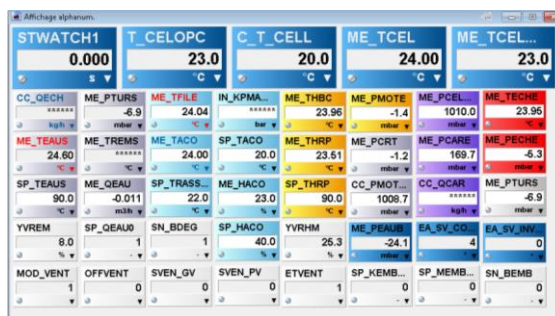 Affichage alphanum.
STWATCH1 T_CELOPC C_T_CELL ME_TCEL ME_TCEL...
0.000 23.0 20.0 24.00 23.0
s °C °C °C °C
CC_QECH ME_PTURS ME_TFILE IN_KPMA... ME_THBC ME_PMOTE ME_PCEL... ME_TECHE
****** -6.9 24.04 ****** 23.96 -1.4 1010.0 23.95
kg/h mbar °C bar °C mbar mbar °C
ME_TEAUS ME_TREMS ME_TACO SP_TACO ME_THRP ME_PCRT ME_PCARE ME_PECHE
24.60 ****** 24.00 20.0 23.51 -1.2 169.7 -5.3
°C °C °C °C °C mbar mbar mbar
SP_TEAUS ME_QEAU SP_TRASS... ME_HACO SP_THRP CC_PMOT... CC_QCAR ME_PTURS
90.0 -0.011 22.0 23.0 90.0 1008.7 ****** -6.9
°C m3/h °C % °C mbar kg/h mbar
YVREM SP_QEAU0 SN_BDEG SP_HACO YVRHM ME_PEAUB EA_SV_CO... EA_SV_INV...
8.0 1 1 40.0 25.3 -24.1 4 0
% - - % % mbar - -
MOD_VENT OFFVENT SVEN_GV SVEN_PV ETVENT SP_KEMB... SP_MEMB... SN_BEMB
1 0 0 0 1 0 0 0
- - -